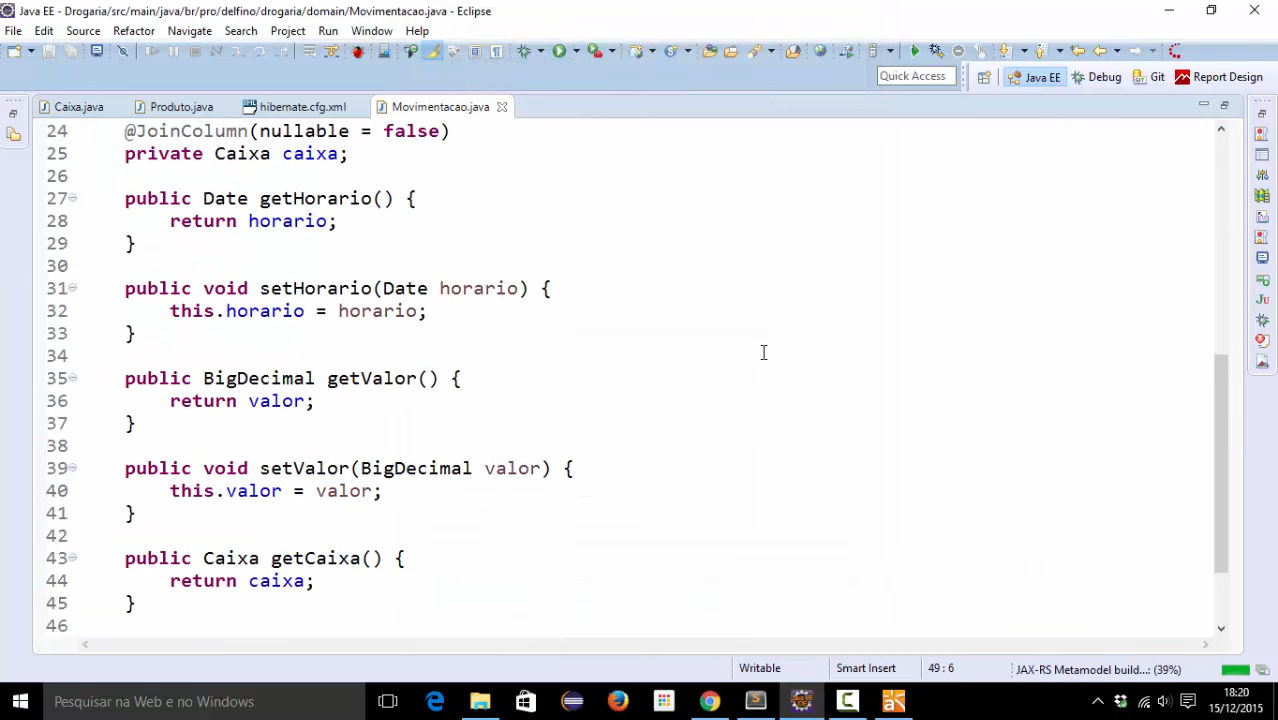 Java EE - Drogaria/src/main/java/br/pro/delfino/drogaria/domain/Movimentacao.java - Eclipse
File Edit Source Refactor Navigate Search Project Run Window Help
Quick Access Java EE Debug Git Report Design
Caixa.java Produto.java hibernate.cfg.xml Movimentacao.java
24 @JoinColumn(nullable = false)
25 private Caixa caixa;
26
27 public Date getHorario() {
28 return horario;
29 }
30
31 public void setHorario(Date horario) {
32 this.horario = horario;
33 }
34
35 public BigDecimal getValor() {
36 return valor;
37 }
38
39 public void setValor(BigDecimal valor) {
40 this.valor = valor;
41 }
42
43 public Caixa getCaixa() {
44 return caixa;
45 }
46
Writable Smart Insert 49 : 6 JAX-RS Metamodel build...: (39%)
Pesquisar na Web e no Windows
18:20
15/12/2015